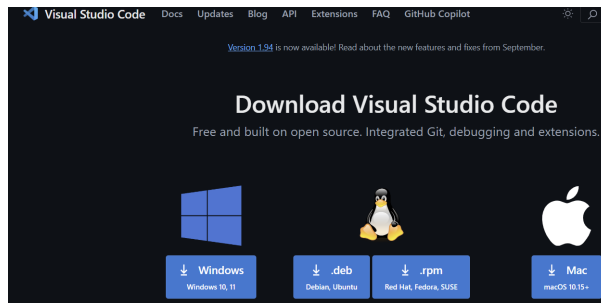 Visual Studio Code Docs Updates Blog API Extensions FAQ GitHub Copilot
Version 1.94 is now available! Read about the new features and fixes from September.
Download Visual Studio Code
Free and built on open source. Integrated Git, debugging and extensions.
Windows .deb .rpm Mac
Windows 10, 11 Debian, Ubuntu Red Hat, Fedora, SUSE macOS 10.15+